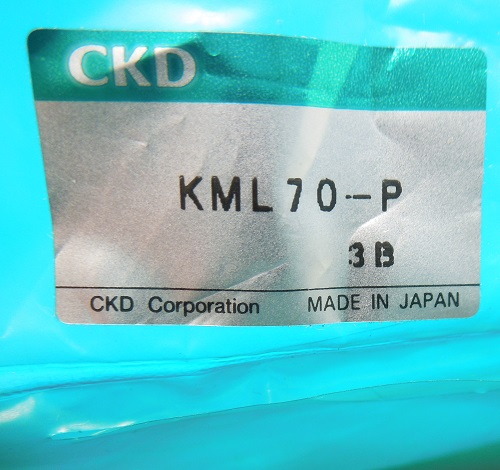 CKD
KML70-P
3B
CKD Corporation MADE IN JAPAN